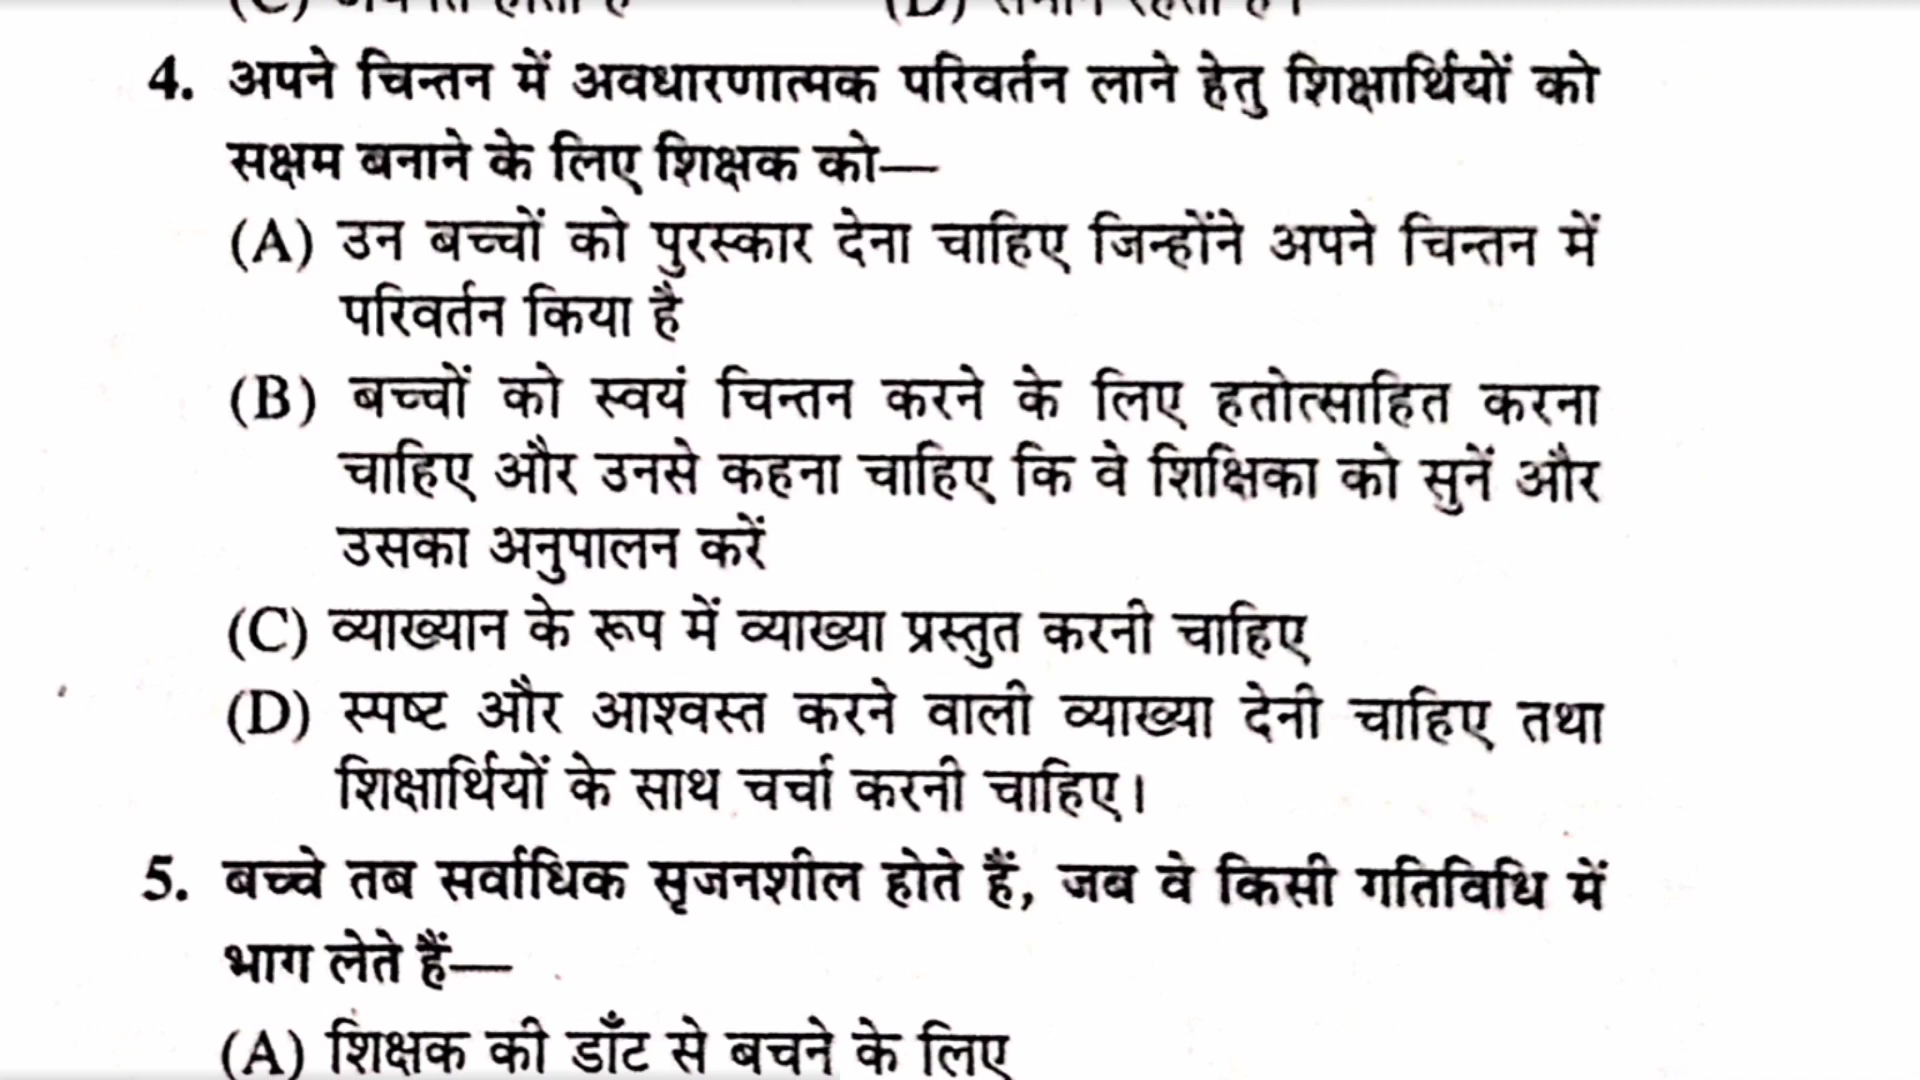 4. अपने चिन्तन में अवधारणात्मक परिवर्तन लाने हेतु शिक्षार्थियों को
सक्षम बनाने के लिए शिक्षक को—
(A) उन बच्चों को पुरस्कार देना चाहिए जिन्होंने अपने चिन्तन में
परिवर्तन किया है
(B) बच्चों को स्वयं चिन्तन करने के लिए हतोत्साहित करना
चाहिए और उनसे कहना चाहिए कि वे शिक्षिका को सुनें और
उसका अनुपालन करें
(C) व्याख्यान के रूप में व्याख्या प्रस्तुत करनी चाहिए
(D) स्पष्ट और आश्वस्त करने वाली व्याख्या देनी चाहिए तथा
शिक्षार्थियों के साथ चर्चा करनी चाहिए।
5. बच्चे तब सर्वाधिक सृजनशील होते हैं, जब वे किसी गतिविधि में
भाग लेते हैं—
(A) शिक्षक की डाँट से बचने के लिए